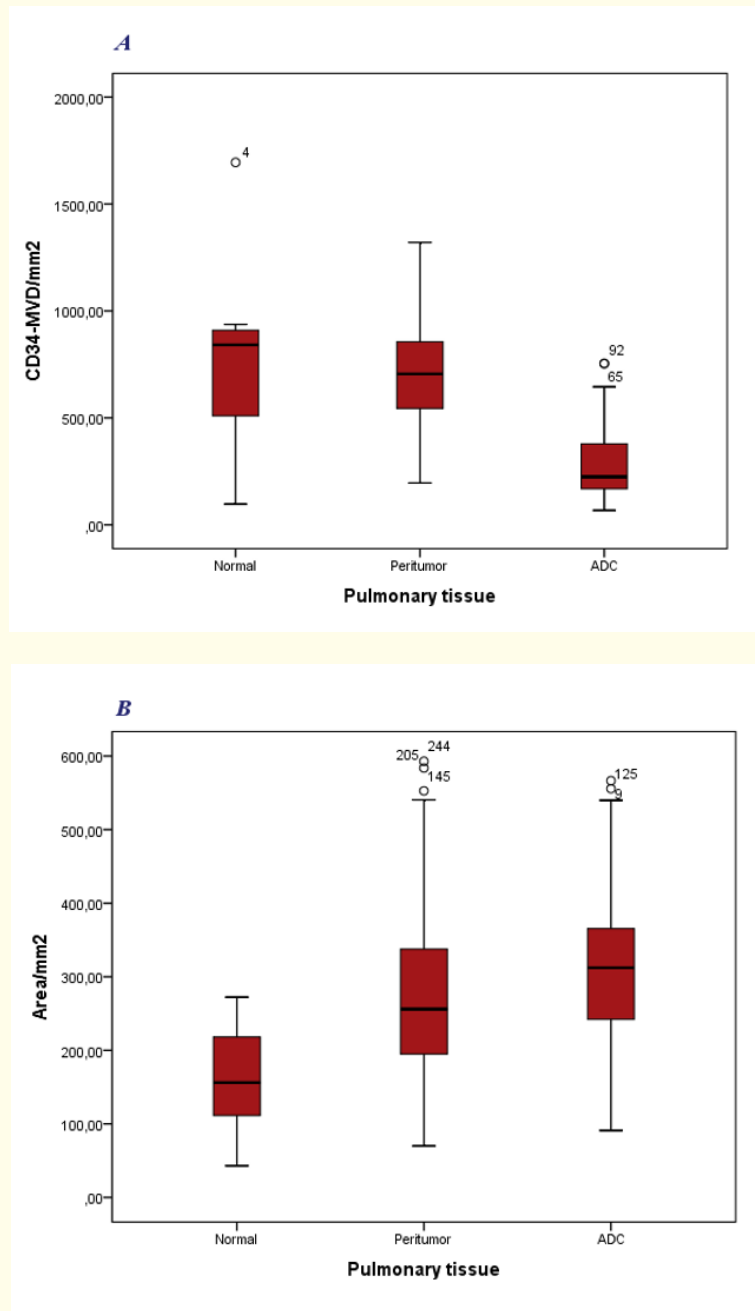 A
2000,00
4
1500,00
1000,00
92
65
500,00
,00
CD34-MVD/mm2
Normal
Peritumor
ADC
Pulmonary tissue
B
600,00
205
244
145
125
9
500,00
400,00
300,00
200,00
100,00
,00
Area/mm2
Normal
Peritumor
ADC
Pulmonary tissue